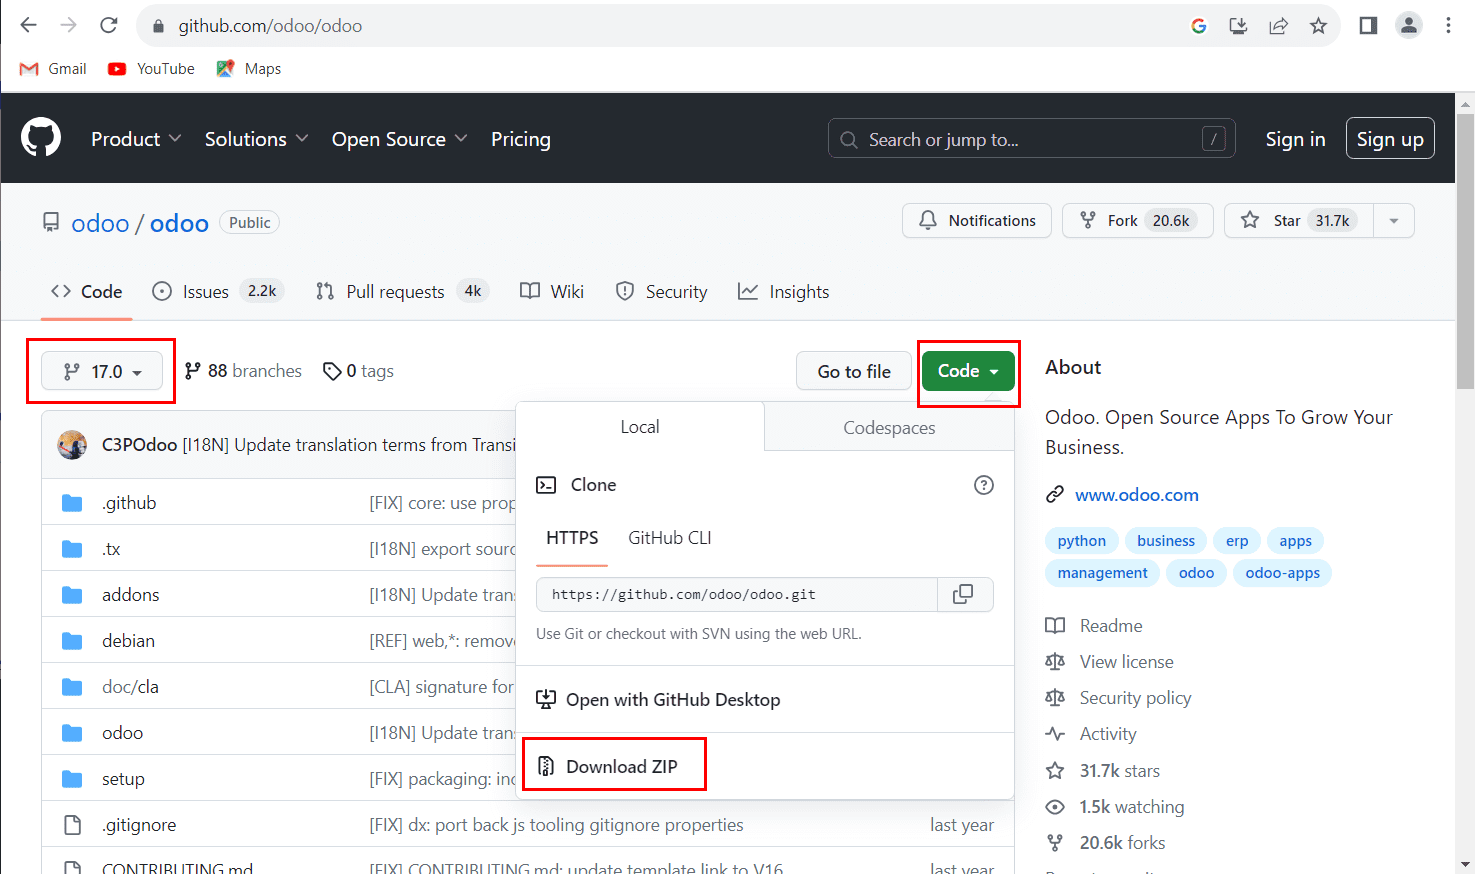 github.com/odoo/odoo
Gmail YouTube Maps
Product Solutions Open Source Pricing Search or jump to... / Sign in Sign up
odoo / odoo Public Notifications Fork 20.6k Star 31.7k
Code Issues 2.2k Pull requests 4k Wiki Security Insights
17.0 88 branches 0 tags Go to file Code About
Local Codespaces
Odoo. Open Source Apps To Grow Your
Business.
C3POdoo [I18N] Update translation terms from Transi
Clone
www.odoo.com
.github [FIX] core: use prop
HTTPS GitHub CLI
python business erp apps
.tx [I18N] export sourc
management odoo odoo-apps
addons [I18N] Update tran
https://github.com/odoo/odoo.git
Use Git or checkout with SVN using the web URL.
Readme
debian [REF] web,*: remove
View license
doc/cla [CLA] signature for
Open with GitHub Desktop
Security policy
odoo [I18N] Update tran
Activity
Download ZIP
31.7k stars
setup [FIX] packaging: inc
1.5k watching
.gitignore [FIX] dx: port back js tooling gitignore properties last year
20.6k forks
CONTRIBUTING.md [FIX] CONTRIBUTING.md: update template link to V16 last year